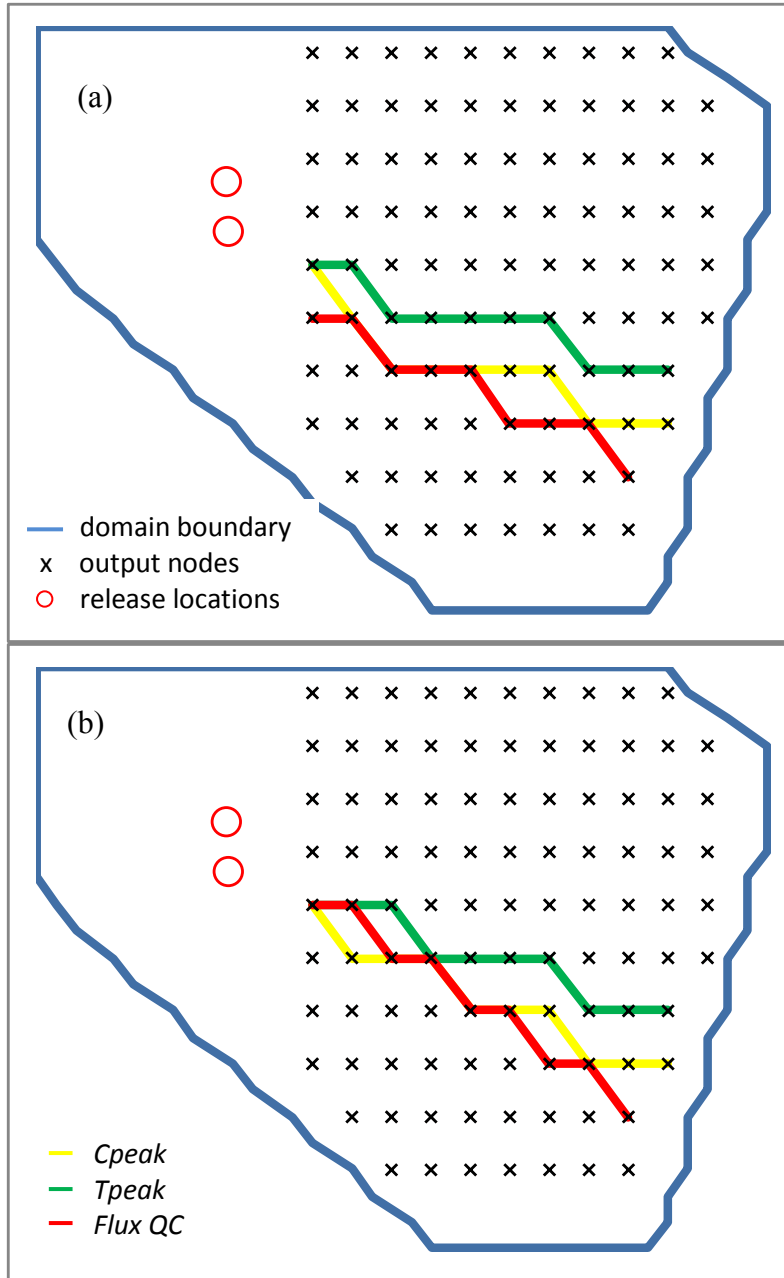 (a)
domain boundary
x output nodes
release locations
(b)
Cpeak
Tpeak
Flux QC